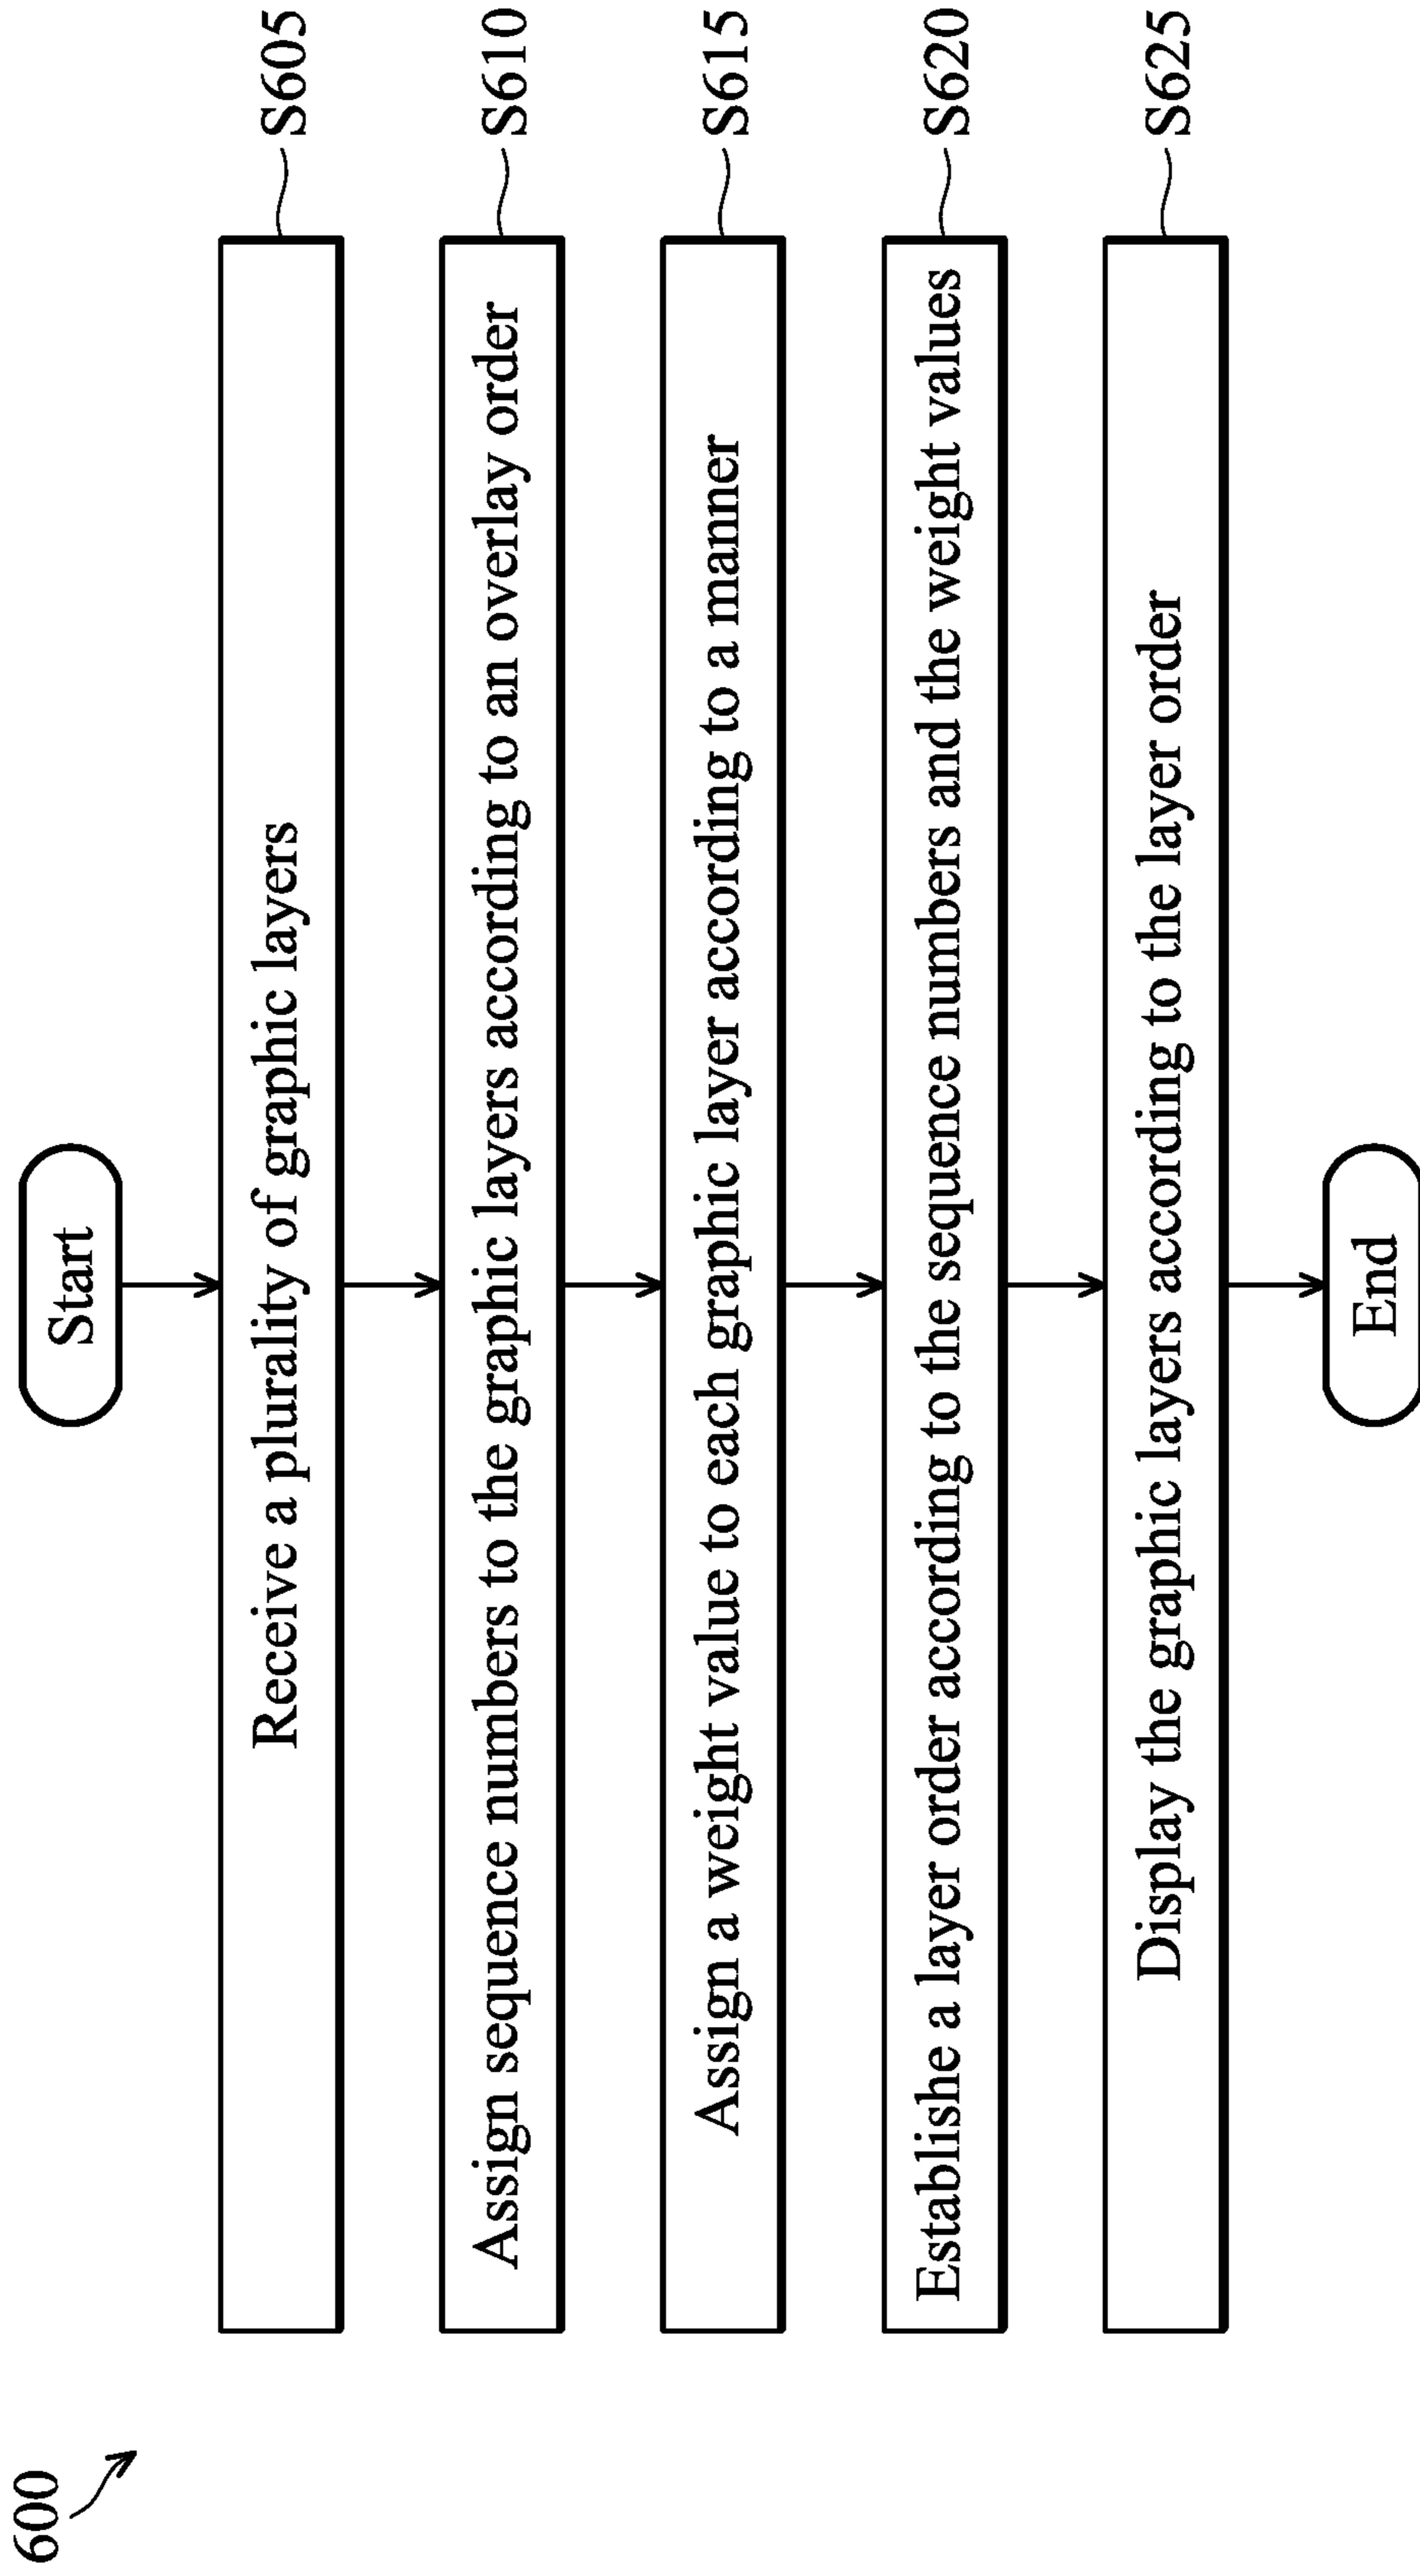 600
Start
Receive a plurality of graphic layers
S605
Assign sequence numbers to the graphic layers according to an overlay order
S610
Assign a weight value to each graphic layer according to a manner
S615
Establishe a layer order according to the sequence numbers and the weight values
S620
Display the graphic layers according to the layer order
S625
End